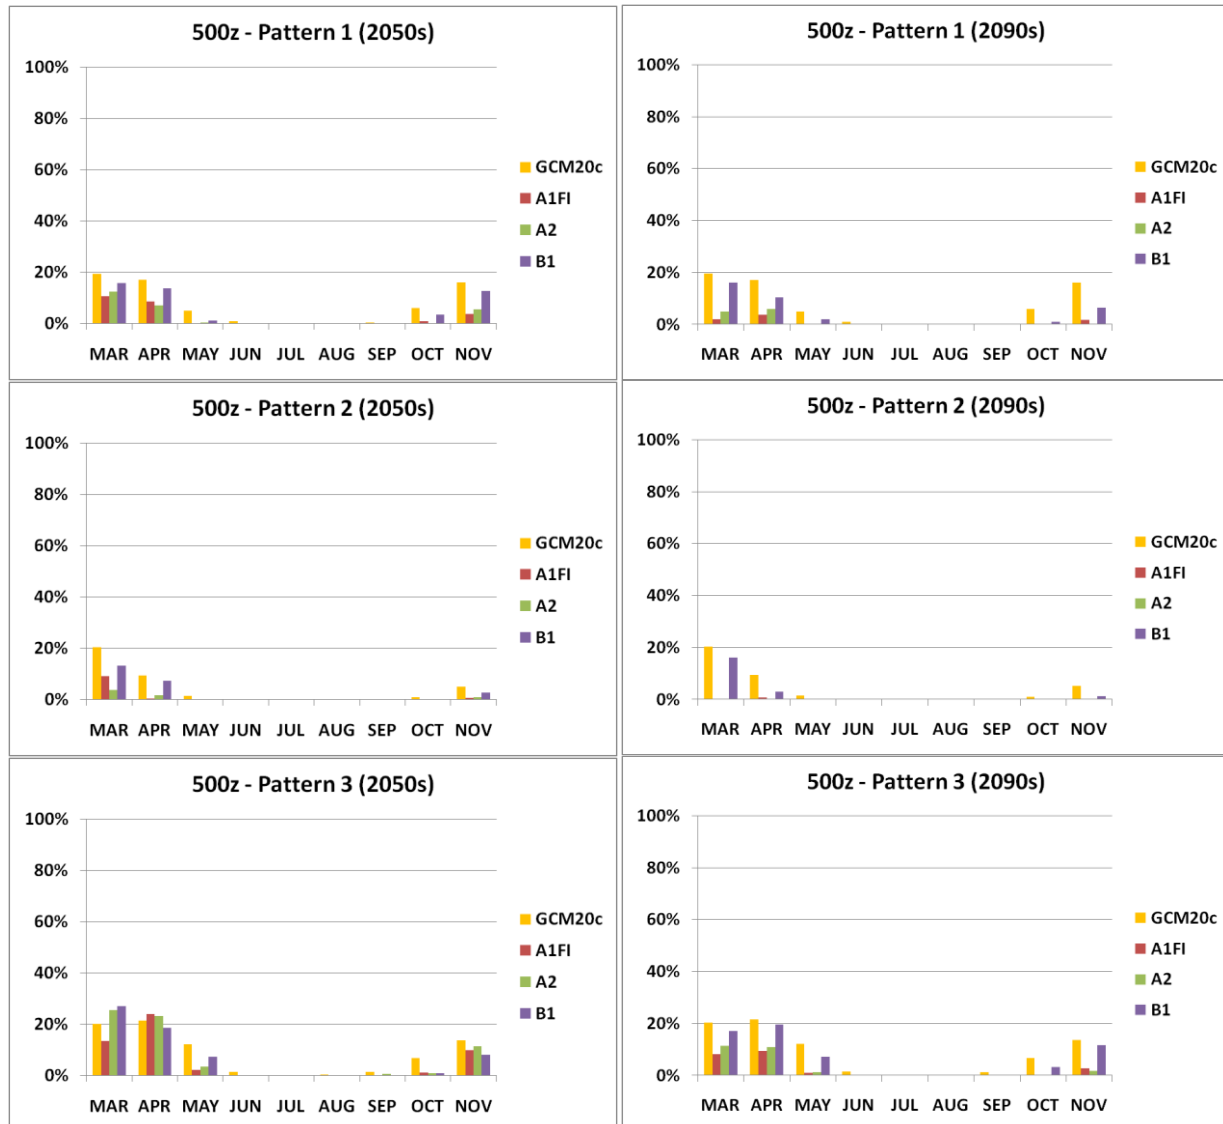 500z - Pattern 1 (2050s)
100%
80%
60%
40%
20%
0%
MAR APR MAY JUN JUL AUG SEP OCT NOV
GCM20c
A1FI
A2
B1
500z - Pattern 1 (2090s)
100%
80%
60%
40%
20%
0%
MAR APR MAY JUN JUL AUG SEP OCT NOV
GCM20c
A1FI
A2
B1
500z - Pattern 2 (2050s)
100%
80%
60%
40%
20%
0%
MAR APR MAY JUN JUL AUG SEP OCT NOV
GCM20c
A1FI
A2
B1
500z - Pattern 2 (2090s)
100%
80%
60%
40%
20%
0%
MAR APR MAY JUN JUL AUG SEP OCT NOV
GCM20c
A1FI
A2
B1
500z - Pattern 3 (2050s)
100%
80%
60%
40%
20%
0%
MAR APR MAY JUN JUL AUG SEP OCT NOV
GCM20c
A1FI
A2
B1
500z - Pattern 3 (2090s)
100%
80%
60%
40%
20%
0%
MAR APR MAY JUN JUL AUG SEP OCT NOV
GCM20c
A1FI
A2
B1